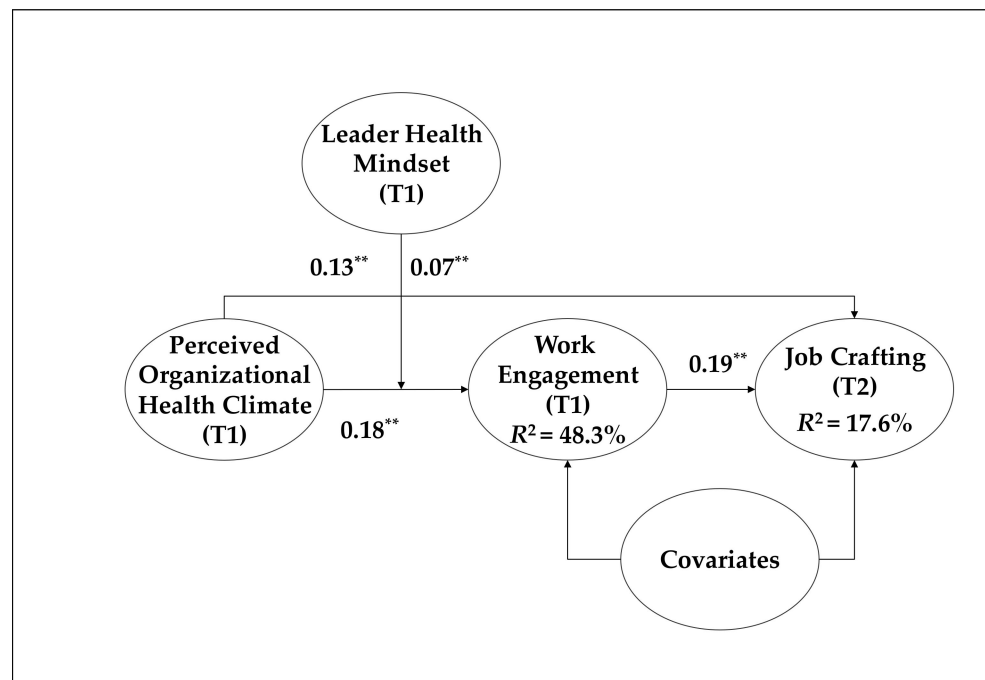 Leader Health
Mindset
(T1)
0.13**
0.07**
Perceived
Organizational
Health Climate
(T1)
0.18**
Work
Engagement
(T1)
R² = 48.3%
0.19**
Job Crafting
(T2)
R² = 17.6%
Covariates